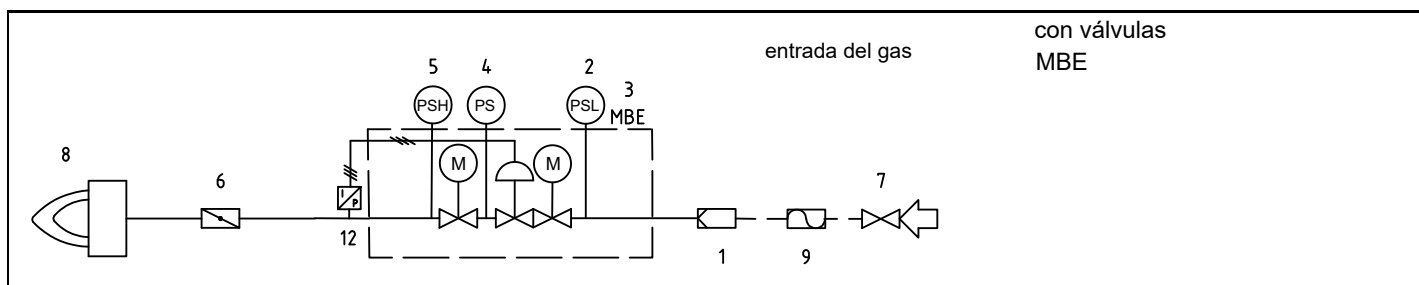 con válvulas
MBE
entrada del gas
5 4 2
3
PSH PS PSL
MBE
8 6 M M 7
I
P
12 1 9